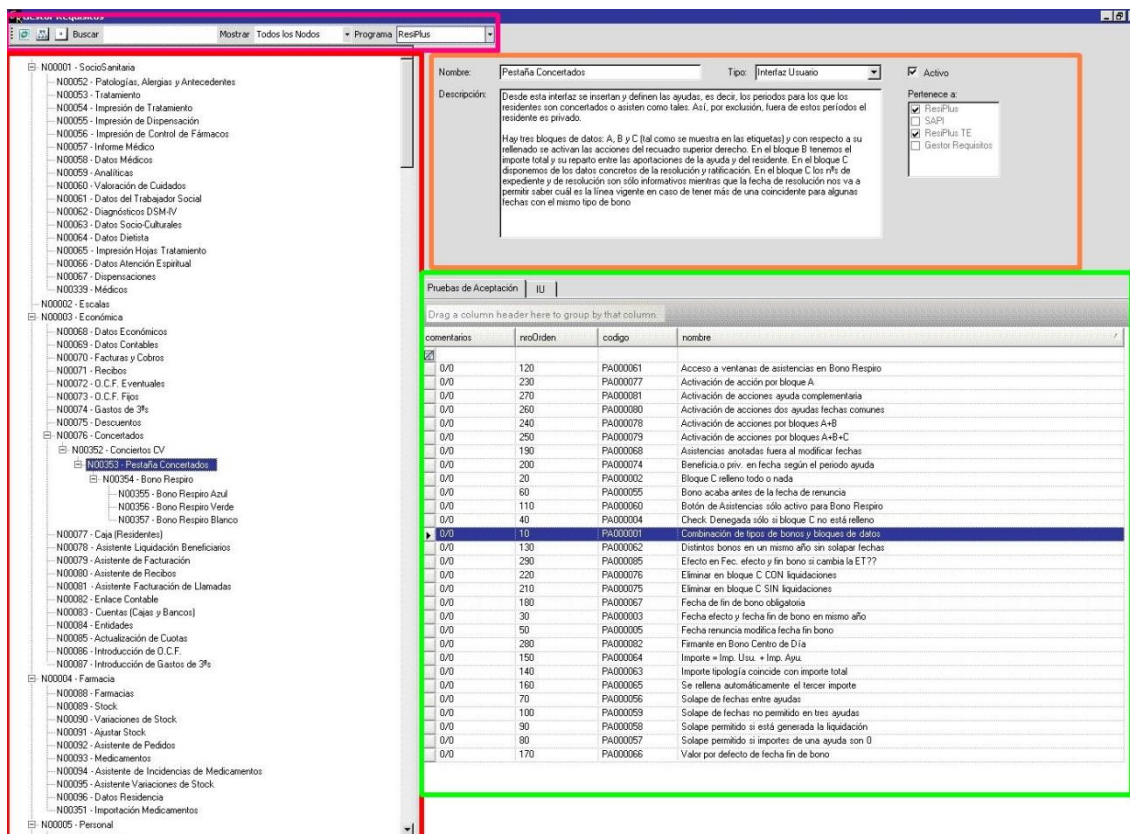 Gestor Requisitos
Buscar Mostrar Todos los Nodos Programa ResiPlus
N00001 - SocioSanitaria
N00052 - Patologías, Alergias y Antecedentes
N00053 - Tratamiento
N00054 - Impresión de Tratamiento
N00055 - Impresión de Dispensación
N00056 - Impresión de Control de Fármacos
N00057 - Informe Médico
N00058 - Datos Médicos
N00059 - Analíticas
N00060 - Valoración de Cuidados
N00061 - Datos del Trabajador Social
N00062 - Diagnósticos DSM-IV
N00063 - Datos Socio-Culturales
N00064 - Datos Dietista
N00065 - Impresión Hojas Tratamiento
N00066 - Datos Atención Espiritual
N00067 - Dispensaciones
N00339 - Médicos
N00002 - Escalas
N00003 - Económica
N00068 - Datos Económicos
N00069 - Datos Contables
N00070 - Facturas y Cobros
N00071 - Recibos
N00072 - O.C.F. Eventuales
N00073 - O.C.F. Fijos
N00074 - Gastos de 3ºs
N00075 - Descuentos
N00076 - Concertados
N00352 - Conciertos CV
N00353 - Pestaña Concertados
N00354 - Bono Respiro
N00355 - Bono Respiro Azul
N00356 - Bono Respiro Verde
N00357 - Bono Respiro Blanco
N00077 - Caja (Residentes)
N00078 - Asistente Liquidación Beneficiarios
N00079 - Asistente de Facturación
N00080 - Asistente de Recibos
N00081 - Asistente Facturación de Llamadas
N00082 - Enlace Contable
N00083 - Cuentas (Cajas y Bancos)
N00084 - Entidades
N00085 - Actualización de Cuotas
N00086 - Introducción de O.C.F.
N00087 - Introducción de Gastos de 3ºs
N00004 - Farmacia
N00088 - Farmacias
N00089 - Stock
N00090 - Variaciones de Stock
N00091 - Ajustar Stock
N00092 - Asistente de Pedidos
N00093 - Medicamentos
N00094 - Asistente de Incidencias de Medicamentos
N00095 - Asistente Variaciones de Stock
N00096 - Datos Residencia
N00351 - Importación Medicamentos
N00005 - Personal
Nombre: Pestaña Concertados Tipo: Interfaz Usuario Activo
Descripción: Desde esta interfaz se insertan y definen las ayudas, es decir, los periodos para los que los
residentes son concertados o asisten como tales. Así, por exclusión, fuera de estos períodos el
residente es privado.
Hay tres bloques de datos: A, B y C (tal como se muestra en las etiquetas) y con respecto a su
rellenado se activan las acciones del recuadro superior derecho. En el bloque B tenemos el
importe total y su reparto entre las aportaciones de la ayuda y del residente. En el bloque C
disponemos de los datos concretos de la resolución y ratificación. En el bloque C los nºs de
expediente y de resolución son sólo informativos mientras que la fecha de resolución nos va a
permitir saber cuál es la línea vigente en caso de tener más de una coincidente para algunas
fechas con el mismo tipo de bono
Pertenece a:
ResiPlus
SAPI
ResiPlus TE
Gestor Requisitos
Pruebas de Aceptación IU
Drag a column header here to group by that column.
comentarios nroOrden codigo nombre
0/0 120 PA000061 Acceso a ventanas de asistencias en Bono Respiro
0/0 230 PA000077 Activación de acción por bloque A
0/0 270 PA000081 Activación de acciones ayuda complementaria
0/0 260 PA000080 Activación de acciones dos ayudas fechas comunes
0/0 240 PA000078 Activación de acciones por bloques A+B
0/0 250 PA000079 Activación de acciones por bloques A+B+C
0/0 190 PA000068 Asistencias anotadas fuera al modificar fechas
0/0 200 PA000074 Beneficia.o priv. en fecha según el periodo ayuda
0/0 20 PA000002 Bloque C relleno todo o nada
0/0 60 PA000055 Bono acaba antes de la fecha de renuncia
0/0 110 PA000060 Botón de Asistencias sólo activo para Bono Respiro
0/0 40 PA000004 Check Denegada sólo si bloque C no está relleno
0/0 10 PA000001 Combinación de tipos de bonos y bloques de datos
0/0 130 PA000062 Distintos bonos en un mismo año sin solapar fechas
0/0 290 PA000085 Efecto en Fec. efecto y fin bono si cambia la ET??
0/0 220 PA000076 Eliminar en bloque C CON liquidaciones
0/0 210 PA000075 Eliminar en bloque C SIN liquidaciones
0/0 180 PA000067 Fecha de fin de bono obligatoria
0/0 30 PA000003 Fecha efecto y fecha fin de bono en mismo año
0/0 50 PA000005 Fecha renuncia modifica fecha fin bono
0/0 280 PA000082 Firmante en Bono Centro de Día
0/0 150 PA000064 Importe = Imp. Usu. + Imp. Ayu.
0/0 140 PA000063 Importe tipología coincide con importe total
0/0 160 PA000065 Se rellena automáticamente el tercer importe
0/0 70 PA000056 Solape de fechas entre ayudas
0/0 100 PA000059 Solape de fechas no permitido en tres ayudas
0/0 90 PA000058 Solape permitido si está generada la liquidación
0/0 80 PA000057 Solape permitido si importes de una ayuda son 0
0/0 170 PA000066 Valor por defecto de fecha fin de bono